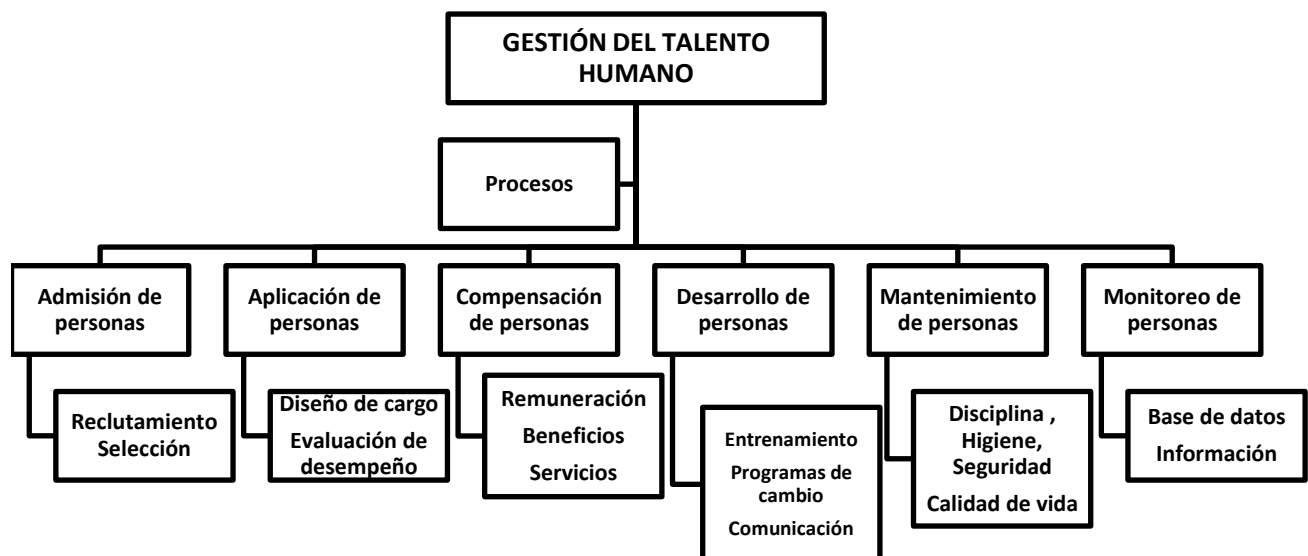 GESTIÓN DEL TALENTO
HUMANO
Procesos
Admisión de
personas
Reclutamiento
Selección
Aplicación de
personas
Diseño de cargo
Evaluación de
desempeño
Compensación
de personas
Remuneración
Beneficios
Servicios
Desarrollo de
personas
Entrenamiento
Programas de
cambio
Comunicación
Mantenimiento
de personas
Disciplina ,
Higiene,
Seguridad
Calidad de vida
Monitoreo de
personas
Base de datos
Información